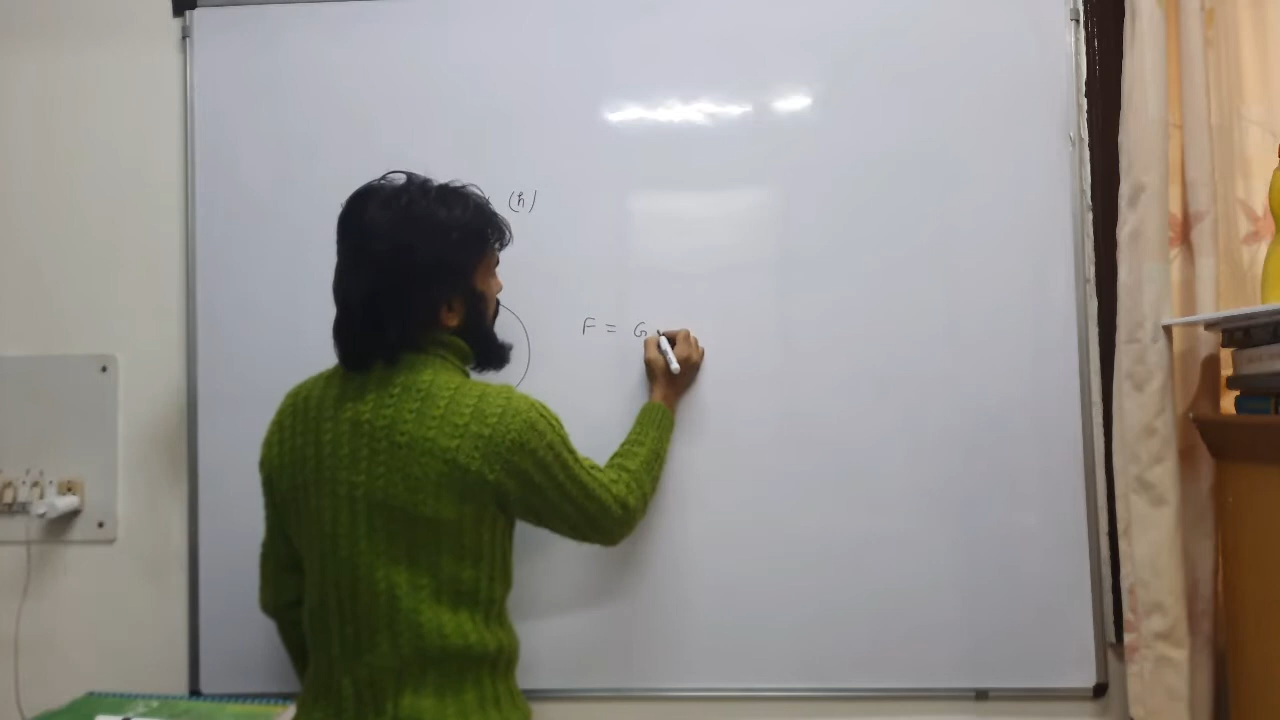 (h)
F = G